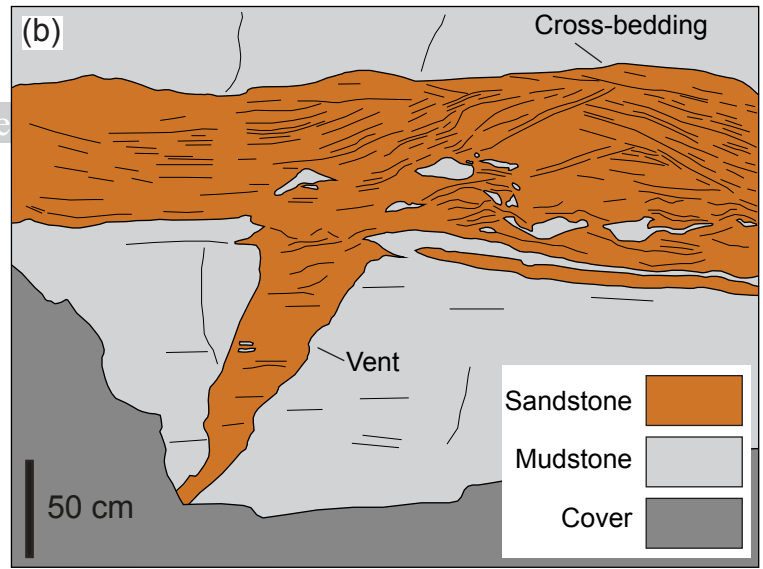 (b)
Cross-bedding
e
Vent
Sandstone
Mudstone
Cover
50 cm